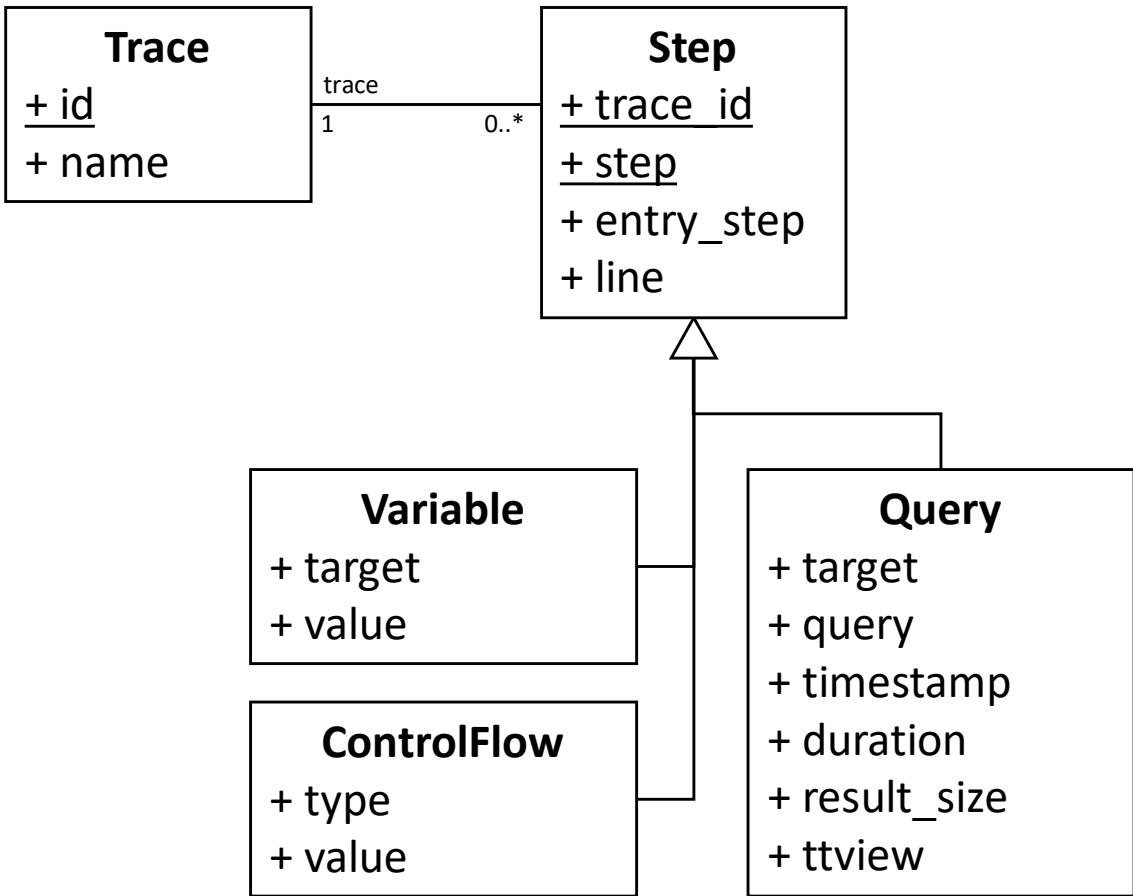 Trace
+ id
+ name
trace
1
0..*
Step
+ trace_id
+ step
+ entry_step
+ line
Variable
+ target
+ value
ControlFlow
+ type
+ value
Query
+ target
+ query
+ timestamp
+ duration
+ result_size
+ ttview